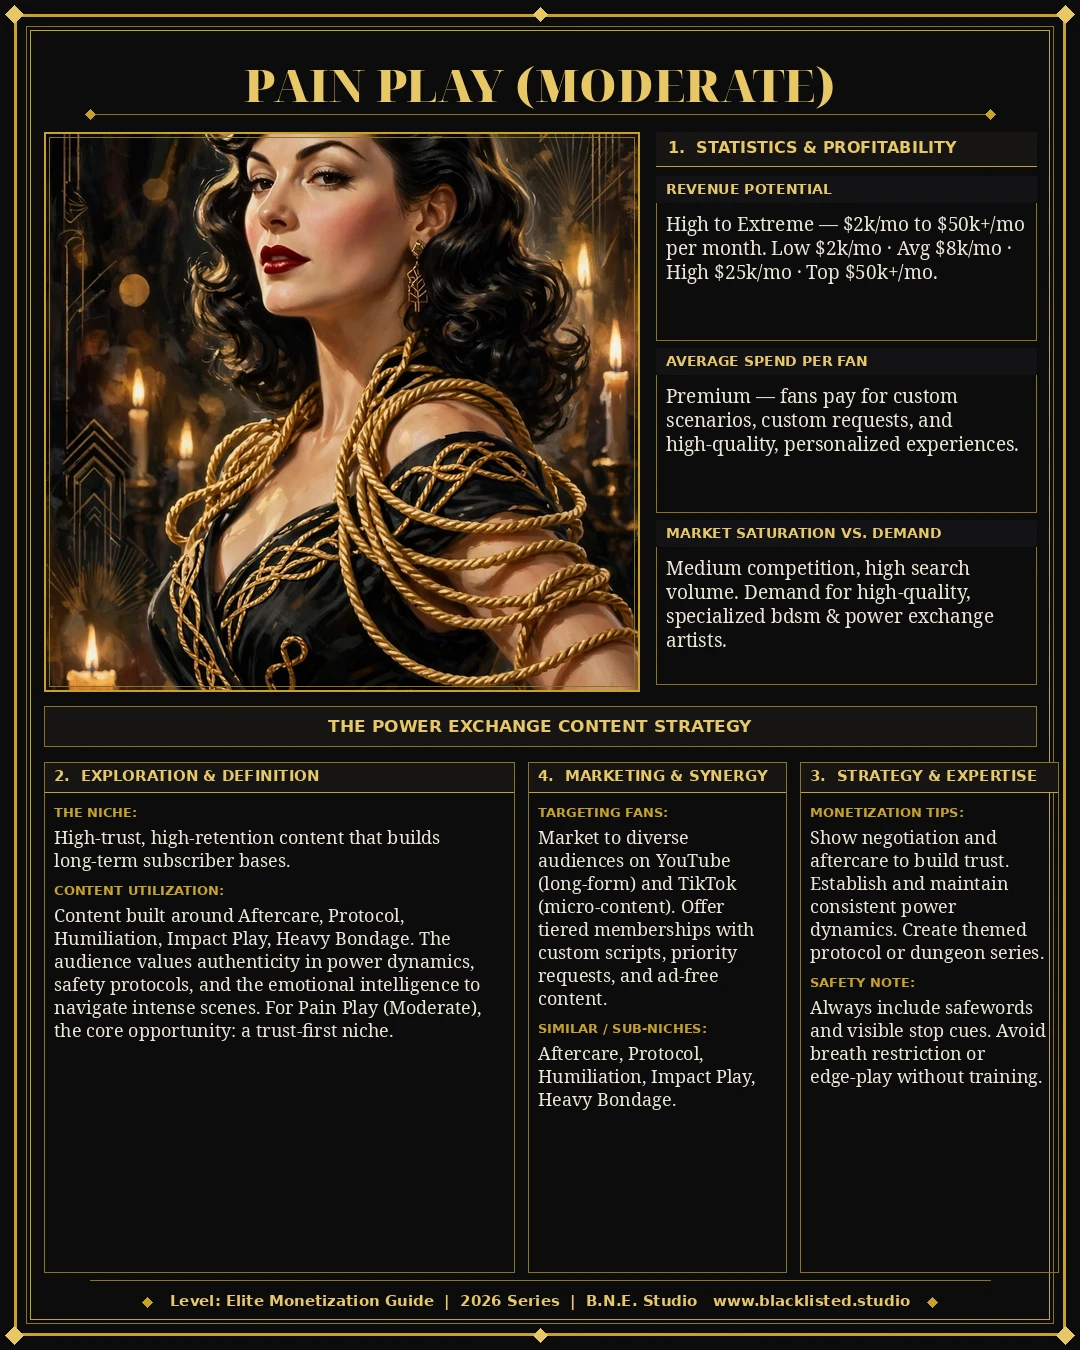 PAIN PLAY (MODERATE)
1. STATISTICS & PROFITABILITY
REVENUE POTENTIAL
High to Extreme — $2k/mo to $50k+/mo
per month. Low $2k/mo · Avg $8k/mo ·
High $25k/mo · Top $50k+/mo.
AVERAGE SPEND PER FAN
Premium — fans pay for custom
scenarios, custom requests, and
high-quality, personalized experiences.
MARKET SATURATION VS. DEMAND
Medium competition, high search
volume. Demand for high-quality,
specialized bdsm & power exchange
artists.
THE POWER EXCHANGE CONTENT STRATEGY
2. EXPLORATION & DEFINITION
THE NICHE:
High-trust, high-retention content that builds
long-term subscriber bases.
CONTENT UTILIZATION:
Content built around Aftercare, Protocol,
Humiliation, Impact Play, Heavy Bondage. The
audience values authenticity in power dynamics,
safety protocols, and the emotional intelligence to
navigate intense scenes. For Pain Play (Moderate),
the core opportunity: a trust-first niche.
4. MARKETING & SYNERGY
TARGETING FANS:
Market to diverse
audiences on YouTube
(long-form) and TikTok
(micro-content). Offer
tiered memberships with
custom scripts, priority
requests, and ad-free
content.
SIMILAR / SUB-NICHES:
Aftercare, Protocol,
Humiliation, Impact Play,
Heavy Bondage.
3. STRATEGY & EXPERTISE
MONETIZATION TIPS:
Show negotiation and
aftercare to build trust.
Establish and maintain
consistent power
dynamics. Create themed
protocol or dungeon series.
SAFETY NOTE:
Always include safewords
and visible stop cues. Avoid
breath restriction or
edge-play without training.
Level: Elite Monetization Guide | 2026 Series | B.N.E. Studio www.blacklisted.studio